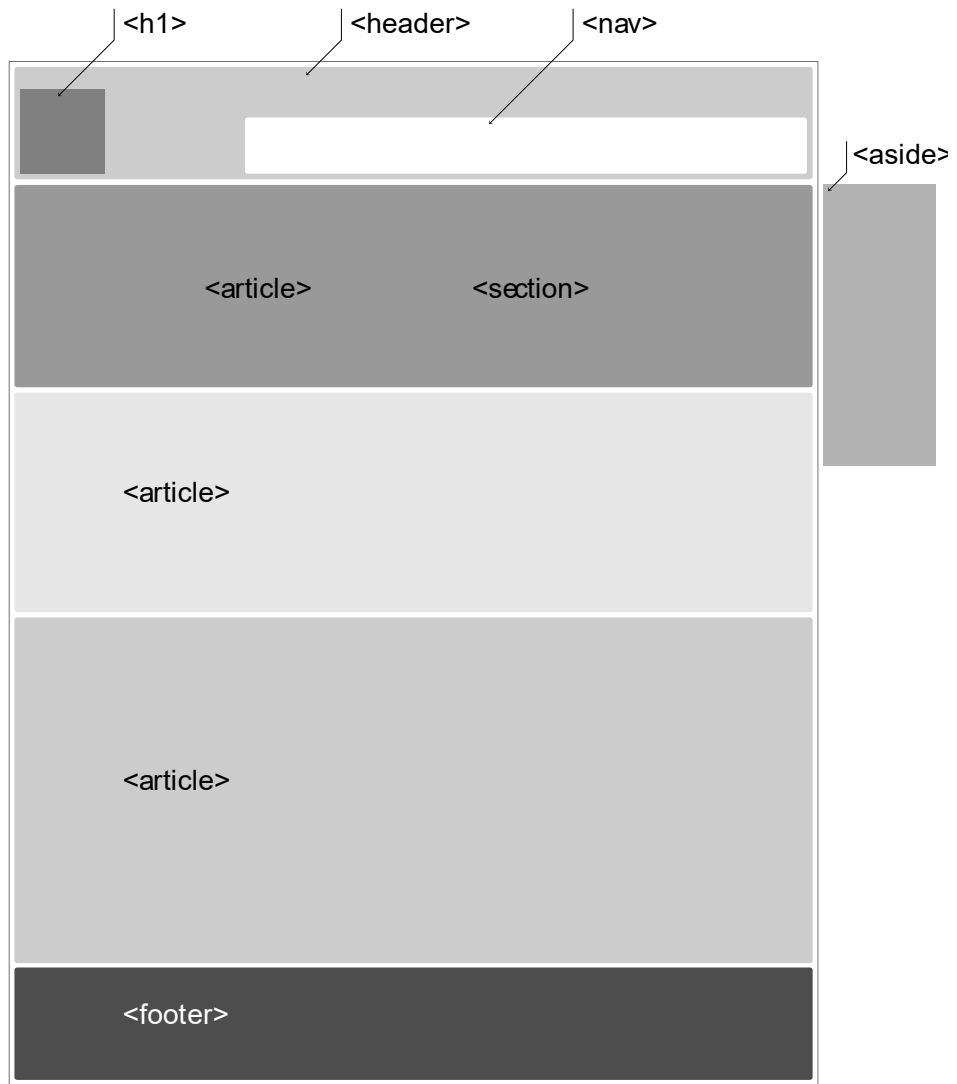 <h1>
<header>
<nav>
<aside>
<article> <section>
<article>
<article>
<footer>